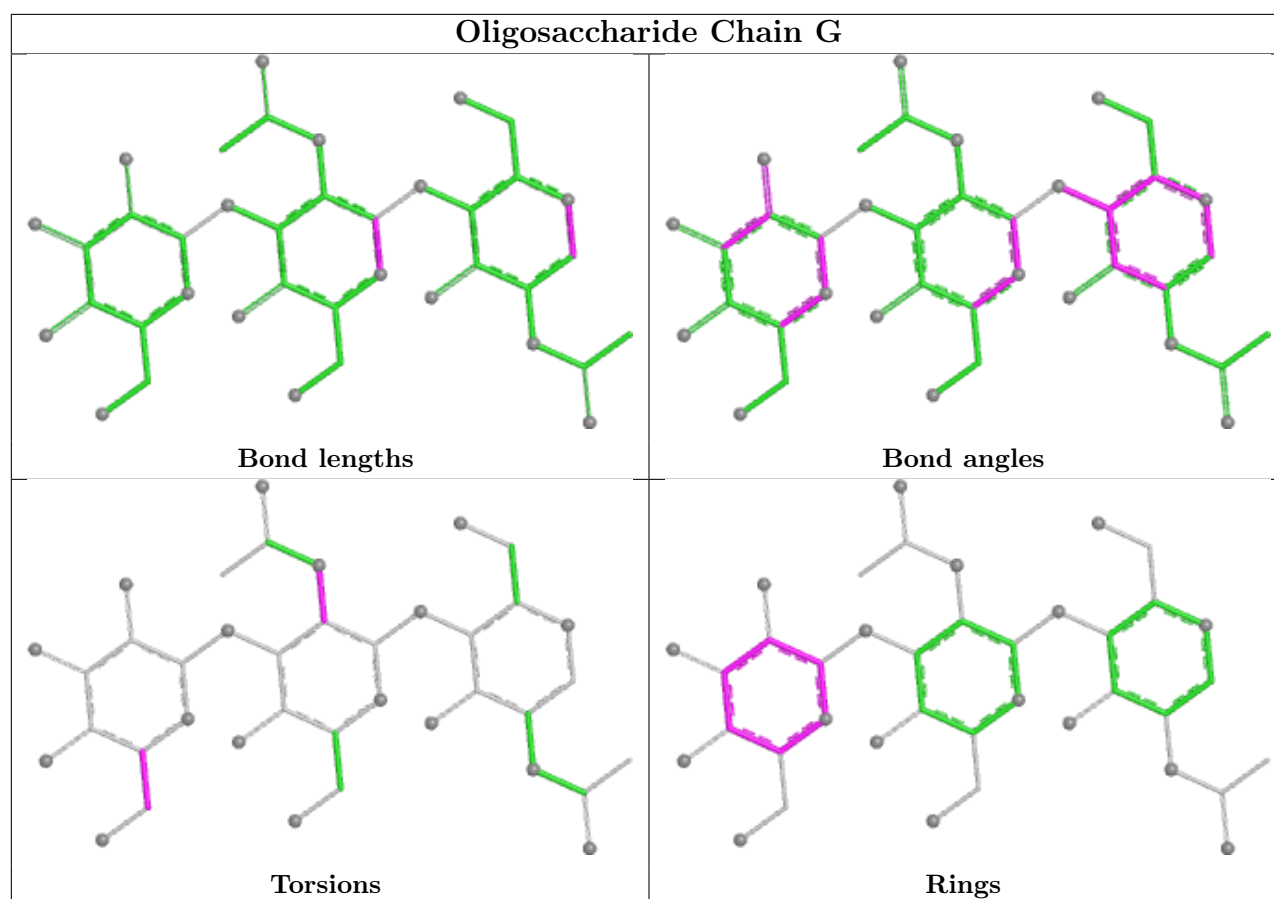 Oligosaccharide Chain G
Bond lengths
Bond angles
Torsions
Rings